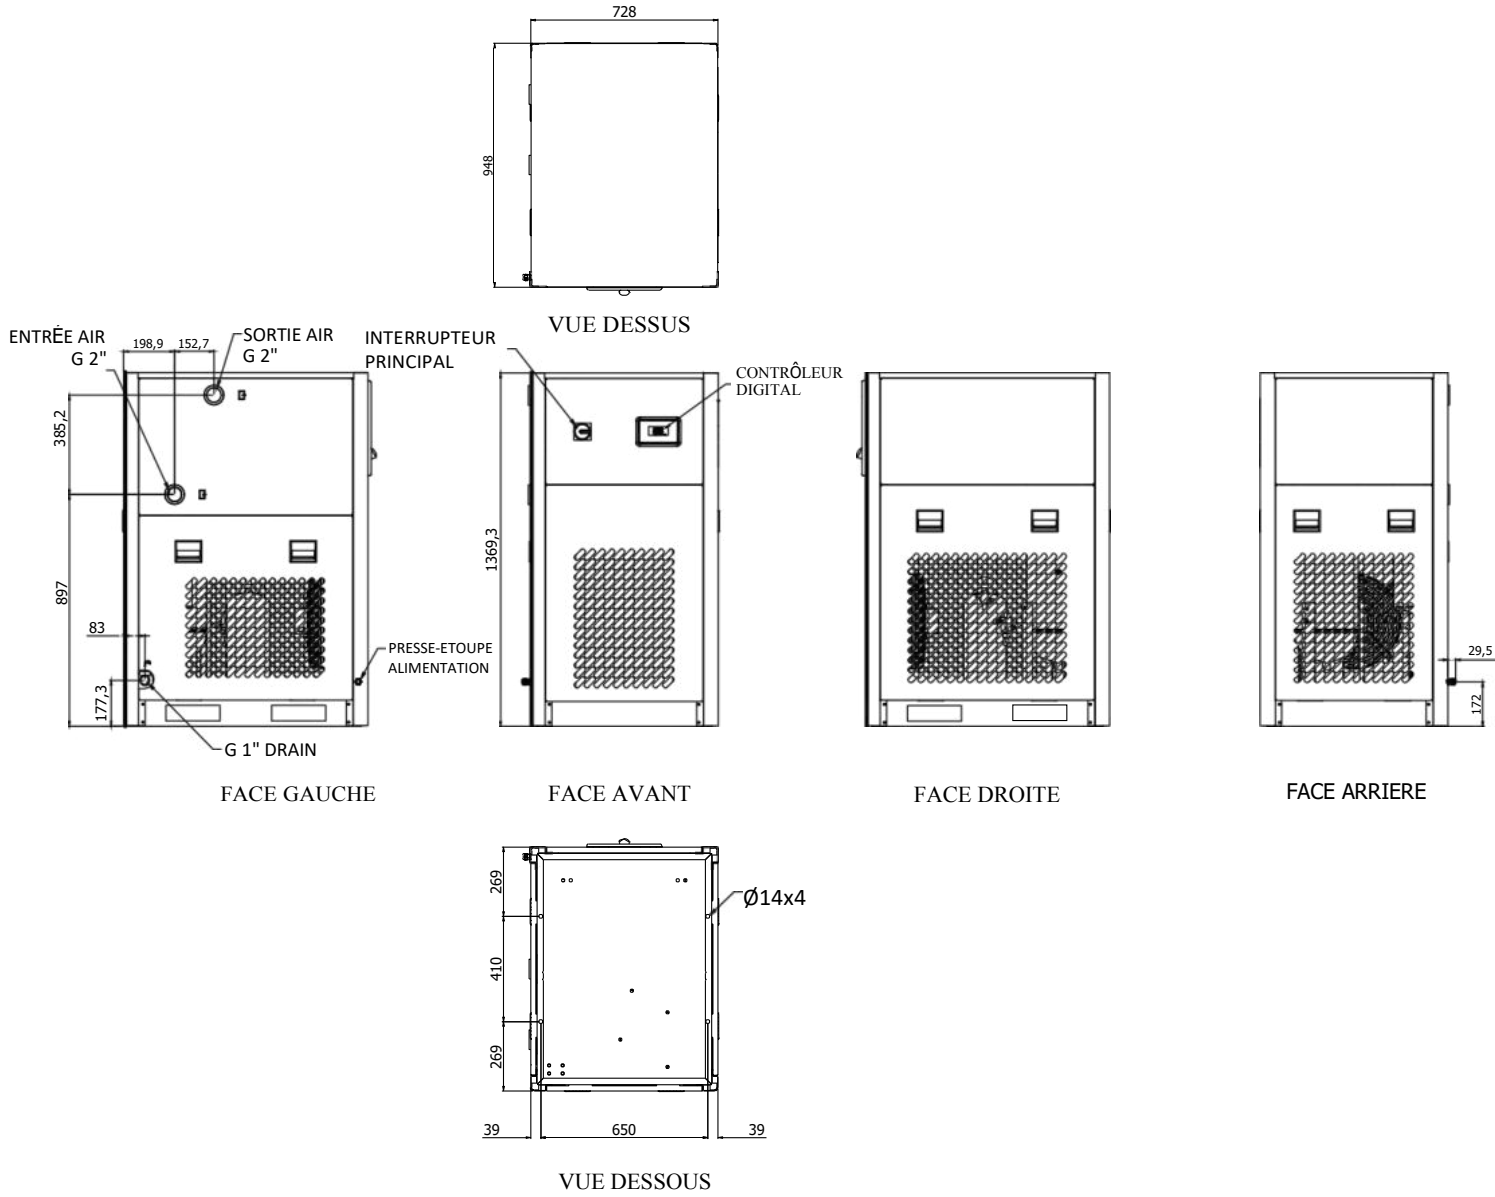 728
948
VUE DESSUS
ENTRÉE AIR
G 2"
198,9
152,7
SORTIE AIR
G 2"
INTERRUPTEUR
PRINCIPAL
CONTRÔLEUR
DIGITAL
385,2
897
83
177,3
PRESSE-ETOUPE
ALIMENTATION
G 1" DRAIN
1369,3
29,5
172
FACE GAUCHE
FACE AVANT
FACE DROITE
FACE ARRIERE
269
410
269
Ø14x4
39
650
39
VUE DESSOUS